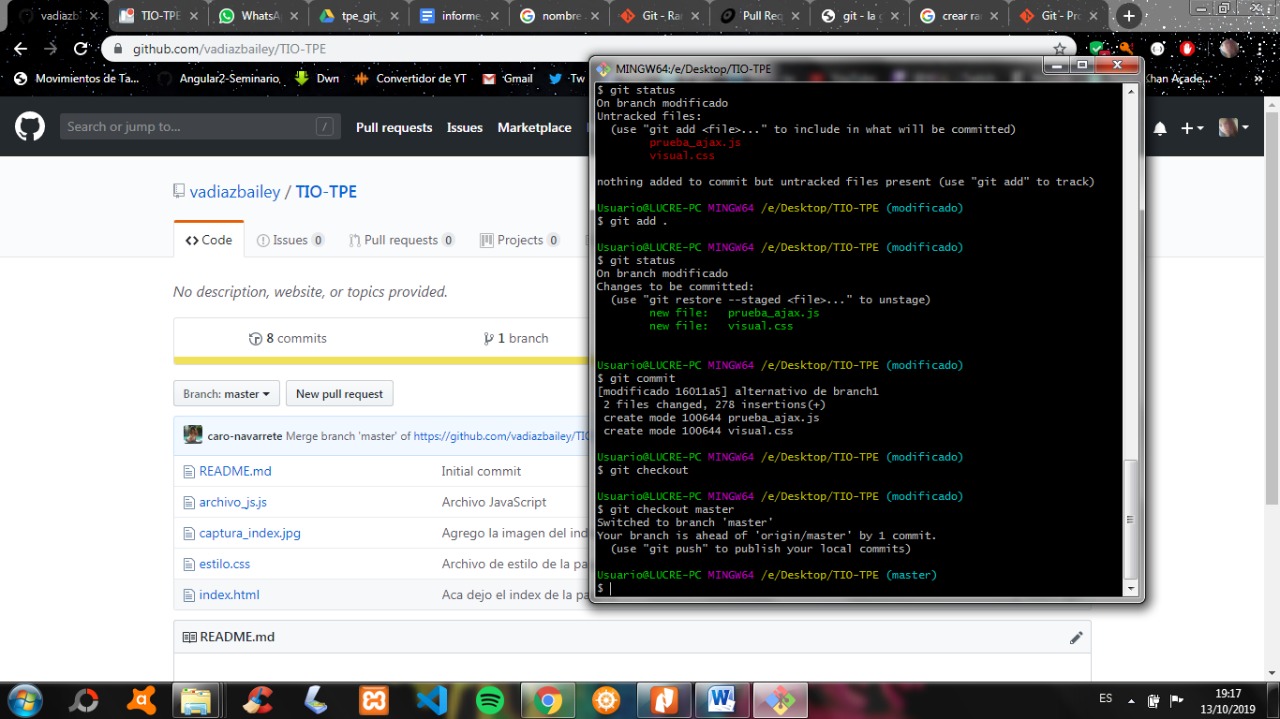 vadiazb
TIO-TPE
WhatsA
tpe_git_
informe_
nombre
Git - Ra
Pull Req
git - la c
crear ra
Git - Pr
github.com/vadiazbailey/TIO-TPE
Movimientos de Ta...
Angular2-Seminario,
Dwn
Convertidor de YT
Gmail
Tw
Khan Acade...
Search or jump to...
/
Pull requests
Issues
Marketplace
vadiazbailey / TIO-TPE
Code
Issues 0
Pull requests 0
Projects 0
No description, website, or topics provided.
8 commits
1 branch
Branch: master
New pull request
caro-navarrete Merge branch 'master' of https://github.com/vadiazbailey/TIO
README.md Initial commit
archivo_js.js Archivo JavaScript
captura_index.jpg Agrego la imagen del ind
estilo.css Archivo de estilo de la pa
index.html Aca dejo el index de la pa
README.md
MINGW64:/e/Desktop/TIO-TPE
$ git status
On branch modificado
Untracked files:
(use "git add <file>..." to include in what will be committed)
prueba_ajax.js
visual.css
nothing added to commit but untracked files present (use "git add" to track)
Usuario@LUCRE-PC MINGW64 /e/Desktop/TIO-TPE (modificado)
$ git add .
Usuario@LUCRE-PC MINGW64 /e/Desktop/TIO-TPE (modificado)
$ git status
On branch modificado
Changes to be committed:
(use "git restore --staged <file>..." to unstage)
new file: prueba_ajax.js
new file: visual.css
Usuario@LUCRE-PC MINGW64 /e/Desktop/TIO-TPE (modificado)
$ git commit
[modificado 16011a5] alternativo de branch1
2 files changed, 278 insertions(+)
create mode 100644 prueba_ajax.js
create mode 100644 visual.css
Usuario@LUCRE-PC MINGW64 /e/Desktop/TIO-TPE (modificado)
$ git checkout
Usuario@LUCRE-PC MINGW64 /e/Desktop/TIO-TPE (modificado)
$ git checkout master
Switched to branch 'master'
Your branch is ahead of 'origin/master' by 1 commit.
(use "git push" to publish your local commits)
Usuario@LUCRE-PC MINGW64 /e/Desktop/TIO-TPE (master)
$
ES
19:17
13/10/2019